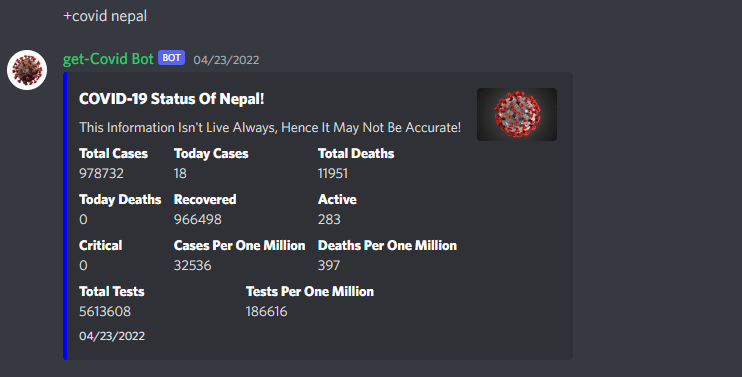 +covid nepal
get-Covid Bot BOT 04/23/2022
COVID-19 Status Of Nepal!
This Information Isn't Live Always, Hence It May Not Be Accurate!
Total Cases Today Cases Total Deaths
978732 18 11951
Today Deaths Recovered Active
0 966498 283
Critical Cases Per One Million Deaths Per One Million
0 32536 397
Total Tests Tests Per One Million
5613608 186616
04/23/2022